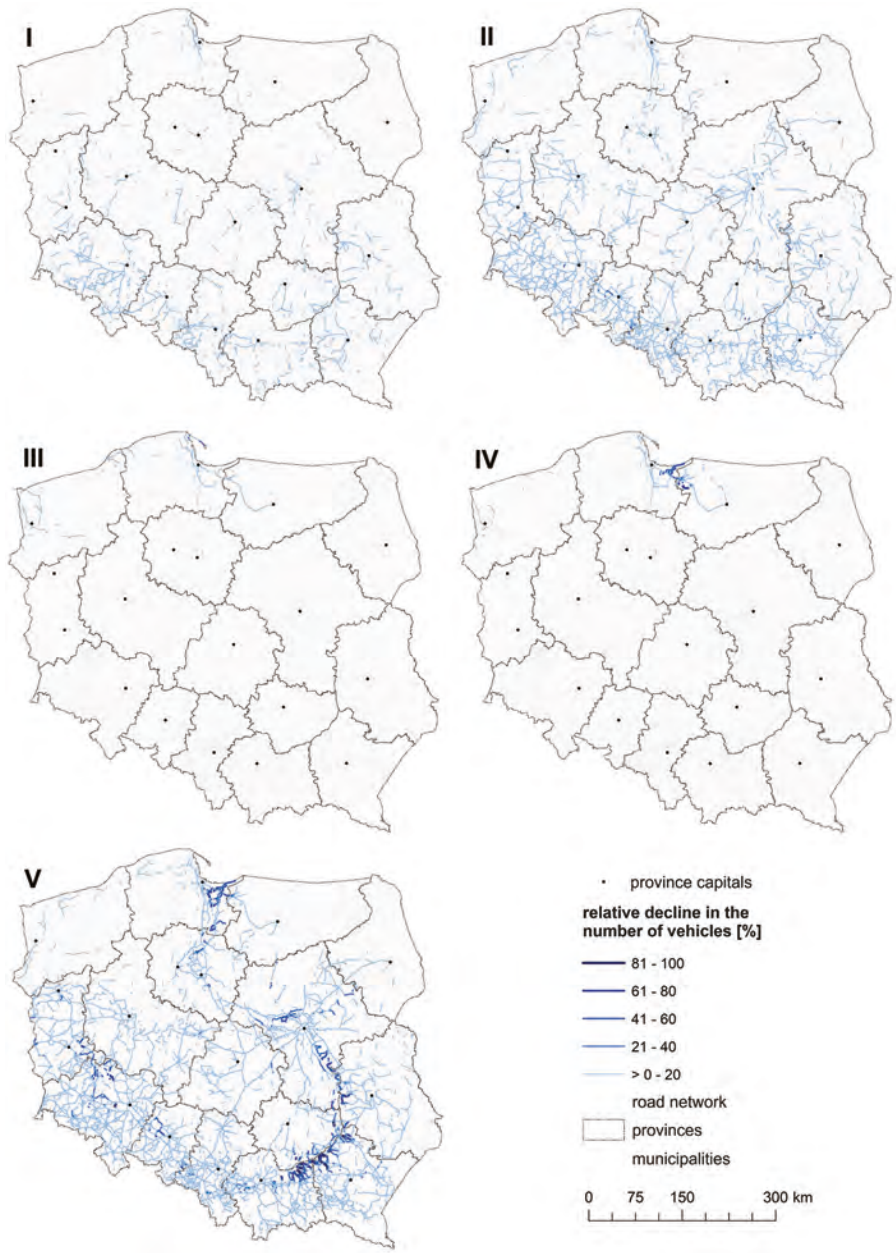 I
II
III
IV
V
province capitals
relative decline in the
number of vehicles [%]
81 - 100
61 - 80
41 - 60
21 - 40
> 0 - 20
road network
provinces
municipalities
0 75 150 300 km